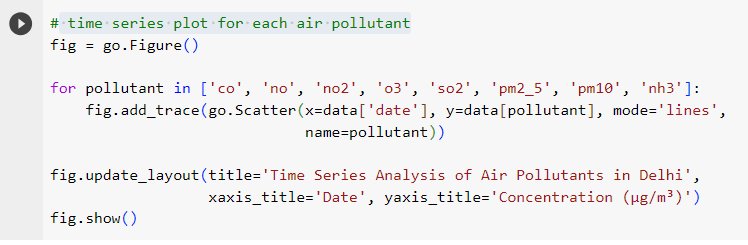 # time series plot for each air pollutant
fig = go.Figure()
for pollutant in ['co', 'no', 'no2', 'o3', 'so2', 'pm2_5', 'pm10', 'nh3']:
    fig.add_trace(go.Scatter(x=data['date'], y=data[pollutant], mode='lines',
                             name=pollutant))
fig.update_layout(title='Time Series Analysis of Air Pollutants in Delhi',
                  xaxis_title='Date', yaxis_title='Concentration (µg/m³)')
fig.show()